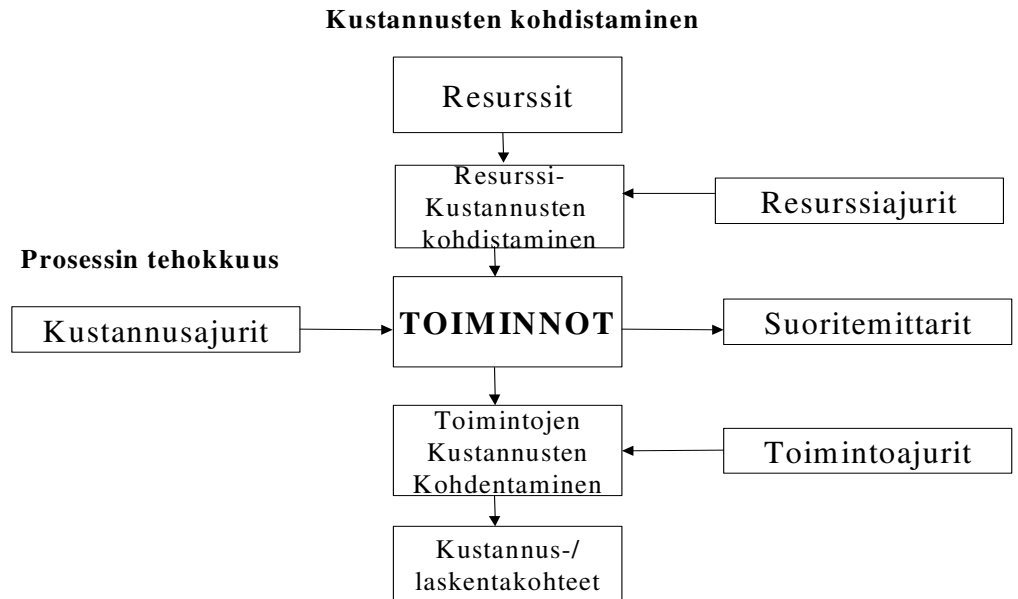 Kustannusten kohdistaminen
Resurssit
Resurssi-
Kustannusten
kohdistaminen
Resurssiajurit
Prosessin tehokkuus
Kustannusajurit
TOIMINNOT
Suoritemittarit
Toimintojen
Kustannusten
Kohdentaminen
Toimintoajurit
Kustannus-/
laskentakohteet